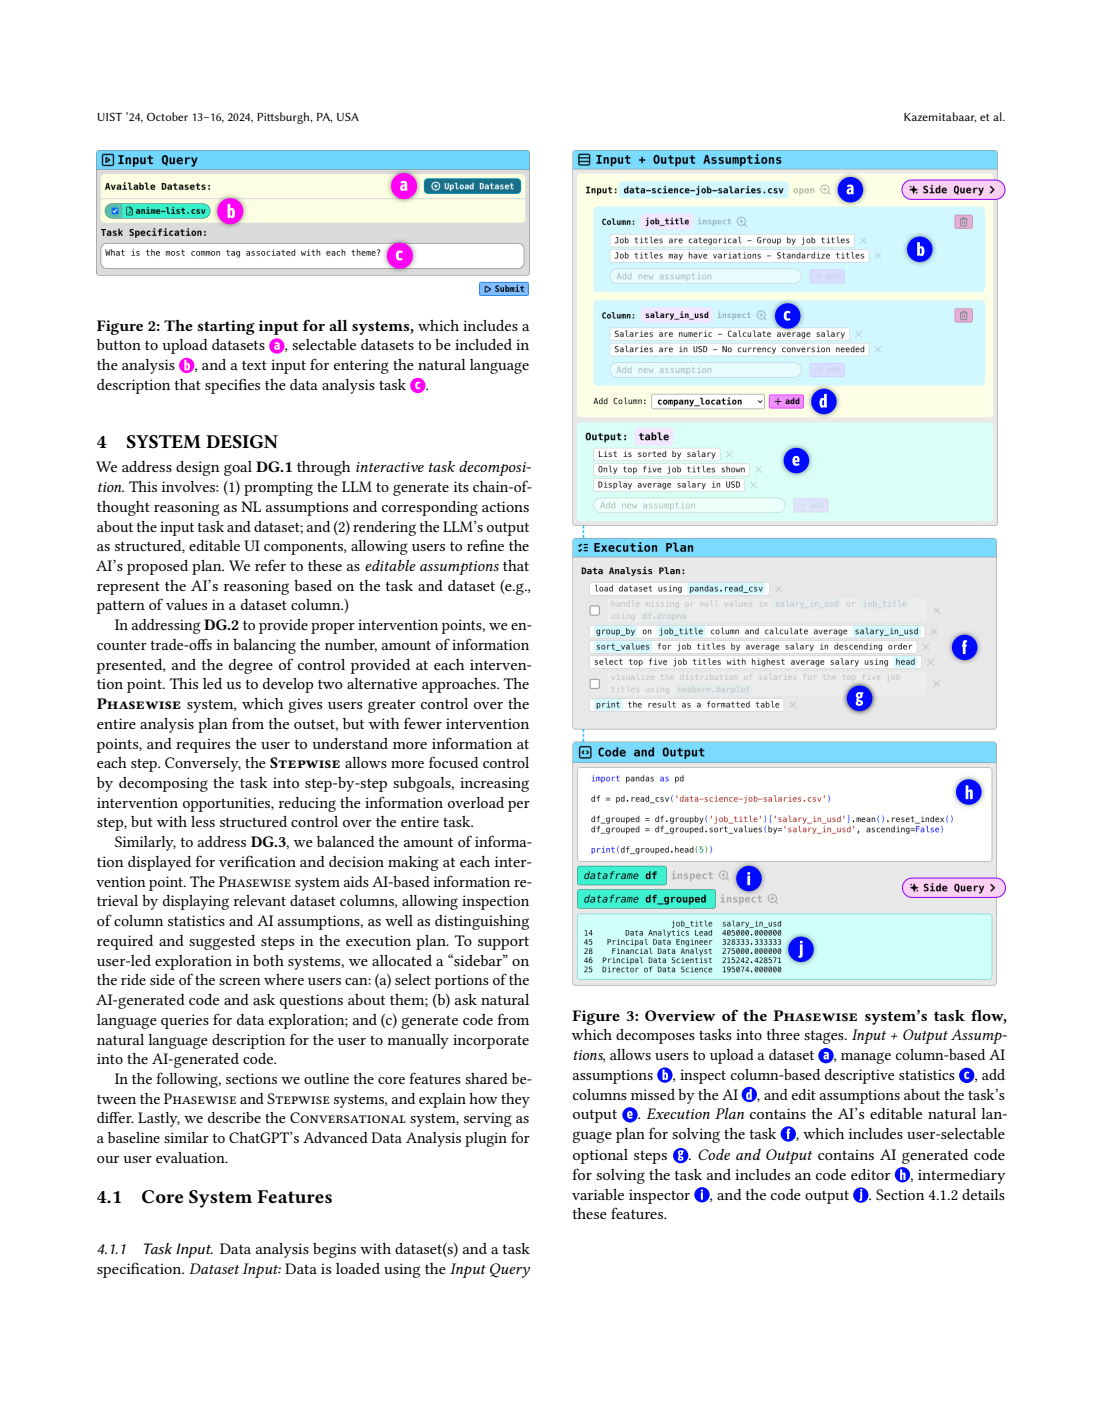 UIST ’24, October 13–16, 2024, Pittsburgh, PA, USA
Kazemitabaar, et al.
Input Query
Available Datasets:
a
Upload Dataset
anime-list.csv
b
Task Specification:
What is the most common tag associated with each theme?
c
Submit
Figure 2: The starting input for all systems, which includes a
button to upload datasets a, selectable datasets to be included in
the analysis b, and a text input for entering the natural language
description that specifies the data analysis task c.
4 SYSTEM DESIGN
We address design goal DG.1 through interactive task decomposi-
tion. This involves: (1) prompting the LLM to generate its chain-of-
thought reasoning as NL assumptions and corresponding actions
about the input task and dataset; and (2) rendering the LLM’s output
as structured, editable UI components, allowing users to refine the
AI’s proposed plan. We refer to these as editable assumptions that
represent the AI’s reasoning based on the task and dataset (e.g.,
pattern of values in a dataset column.)
In addressing DG.2 to provide proper intervention points, we en-
counter trade-offs in balancing the number, amount of information
presented, and the degree of control provided at each interven-
tion point. This led us to develop two alternative approaches. The
Phasewise system, which gives users greater control over the
entire analysis plan from the outset, but with fewer intervention
points, and requires the user to understand more information at
each step. Conversely, the Stepwise allows more focused control
by decomposing the task into step-by-step subgoals, increasing
intervention opportunities, reducing the information overload per
step, but with less structured control over the entire task.
Similarly, to address DG.3, we balanced the amount of informa-
tion displayed for verification and decision making at each inter-
vention point. The Phasewise system aids AI-based information re-
trieval by displaying relevant dataset columns, allowing inspection
of column statistics and AI assumptions, as well as distinguishing
required and suggested steps in the execution plan. To support
user-led exploration in both systems, we allocated a “sidebar” on
the ride side of the screen where users can: (a) select portions of the
AI-generated code and ask questions about them; (b) ask natural
language queries for data exploration; and (c) generate code from
natural language description for the user to manually incorporate
into the AI-generated code.
In the following, sections we outline the core features shared be-
tween the Phasewise and Stepwise systems, and explain how they
differ. Lastly, we describe the Conversational system, serving as
a baseline similar to ChatGPT’s Advanced Data Analysis plugin for
our user evaluation.
4.1 Core System Features
4.1.1 Task Input. Data analysis begins with dataset(s) and a task
specification. Dataset Input: Data is loaded using the Input Query
Input + Output Assumptions
Input: data-science-job-salaries.csv open a
Side Query >
Column: job_title inspect
Job titles are categorical – Group by job titles ×
b
Job titles may have variations – Standardize titles ×
Add new assumption + add
Column: salary_in_usd inspect c
Salaries are numeric – Calculate average salary ×
Salaries are in USD – No currency conversion needed ×
Add new assumption + add
Add Column: company_location + add d
Output: table
List is sorted by salary ×
e
Only top five job titles shown ×
Display average salary in USD ×
Add new assumption + add
Execution Plan
Data Analysis Plan:
load dataset using pandas.read_csv ×
handle missing or null values in salary_in_usd or job_title
using df.dropna ×
group_by on job_title column and calculate average salary_in_usd ×
sort_values for job titles by average salary in descending order × f
select top five job titles with highest average salary using head ×
visualize the distribution of salaries for the top five job
titles using seaborn.barplot ×
g
print the result as a formatted table ×
Code and Output
import pandas as pd
h
df = pd.read_csv('data-science-job-salaries.csv')
df_grouped = df.groupby('job_title')['salary_in_usd'].mean().reset_index()
df_grouped = df_grouped.sort_values(by='salary_in_usd', ascending=False)
print(df_grouped.head(5))
dataframe df inspect i
Side Query >
dataframe df_grouped inspect
job_title salary_in_usd
14 Data Analytics Lead 405000.000000
45 Principal Data Engineer 328333.333333
28 Financial Data Analyst 275000.000000
j
46 Principal Data Scientist 215242.428571
25 Director of Data Science 195074.000000
Figure 3: Overview of the Phasewise system’s task flow,
which decomposes tasks into three stages. Input + Output Assump-
tions, allows users to upload a dataset a, manage column-based AI
assumptions b, inspect column-based descriptive statistics c, add
columns missed by the AI d, and edit assumptions about the task’s
output e. Execution Plan contains the AI’s editable natural lan-
guage plan for solving the task f, which includes user-selectable
optional steps g. Code and Output contains AI generated code
for solving the task and includes an code editor h, intermediary
variable inspector i, and the code output j. Section 4.1.2 details
these features.